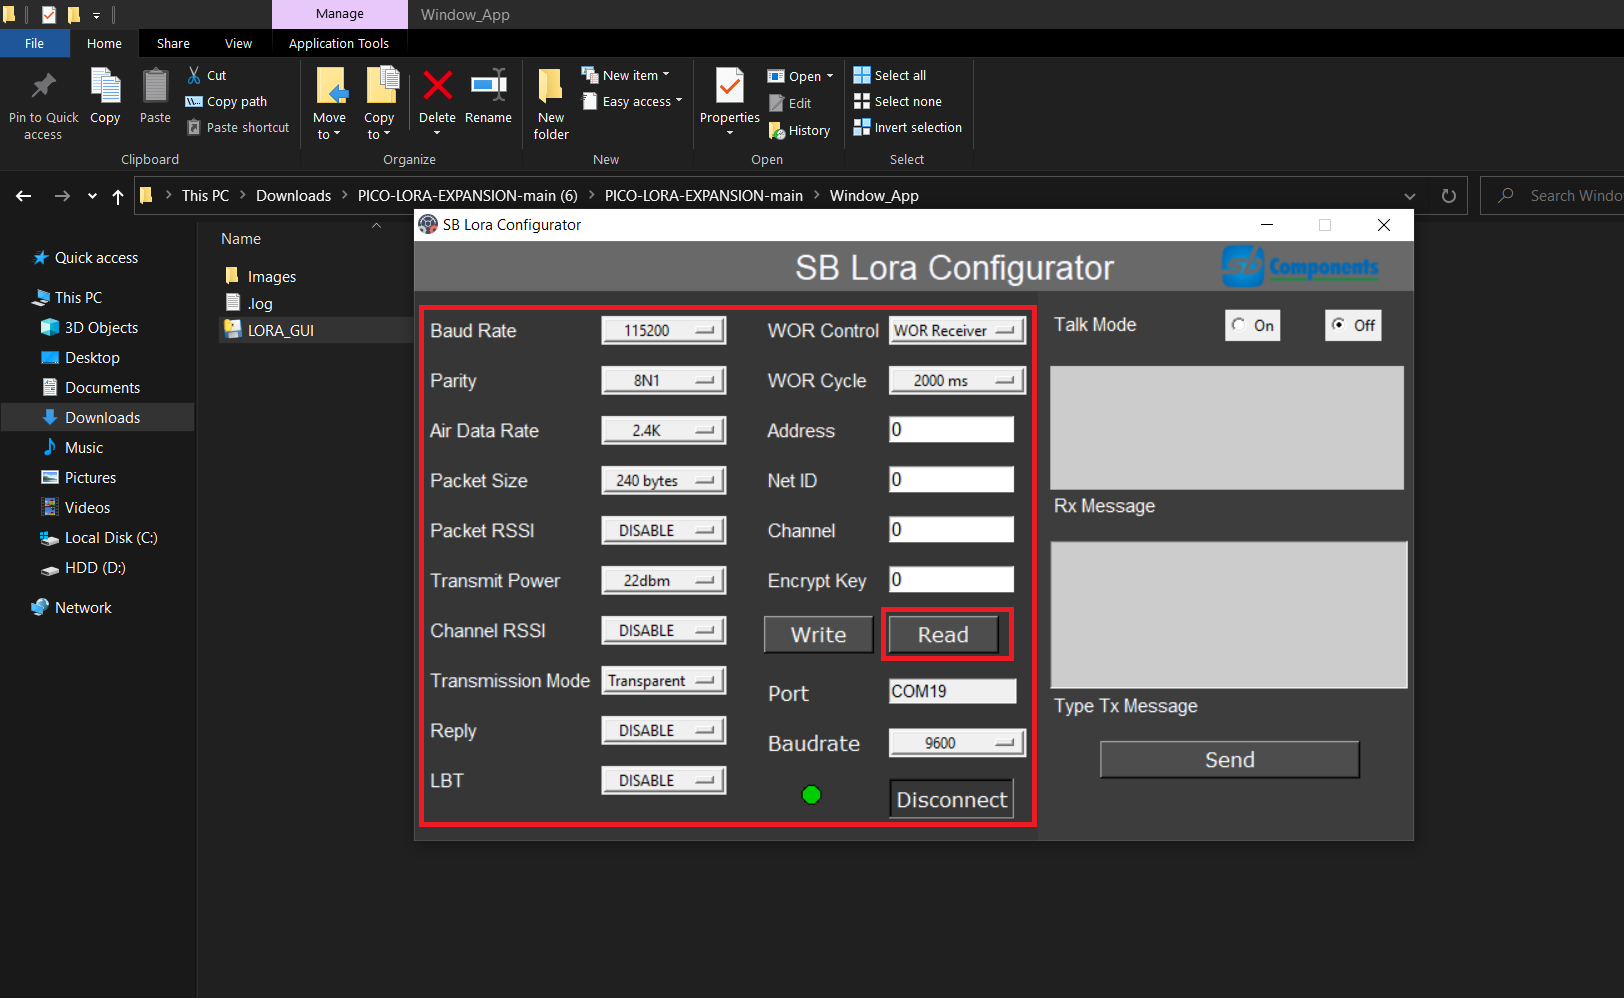 Manage
Window_App
File
Home
Share
View
Application Tools
Pin to Quick access
Copy
Paste
Cut
Copy path
Paste shortcut
Clipboard
Move to
Copy to
Delete
Rename
Organize
New folder
New item
Easy access
New
Properties
Open
Edit
History
Open
Select all
Select none
Invert selection
Select
This PC
Downloads
PICO-LORA-EXPANSION-main (6)
PICO-LORA-EXPANSION-main
Window_App
Search Windo
Quick access
This PC
3D Objects
Desktop
Documents
Downloads
Music
Pictures
Videos
Local Disk (C:)
HDD (D:)
Network
Name
Images
.log
LORA_GUI
SB Lora Configurator
SB Lora Configurator
sb Components
Baud Rate 115200
Parity 8N1
Air Data Rate 2.4K
Packet Size 240 bytes
Packet RSSI DISABLE
Transmit Power 22dbm
Channel RSSI DISABLE
Transmission Mode Transparent
Reply DISABLE
LBT DISABLE
WOR Control WOR Receiver
WOR Cycle 2000 ms
Address 0
Net ID 0
Channel 0
Encrypt Key 0
Write Read
Port COM19
Baudrate 9600
Disconnect
Talk Mode On Off
Rx Message
Type Tx Message
Send